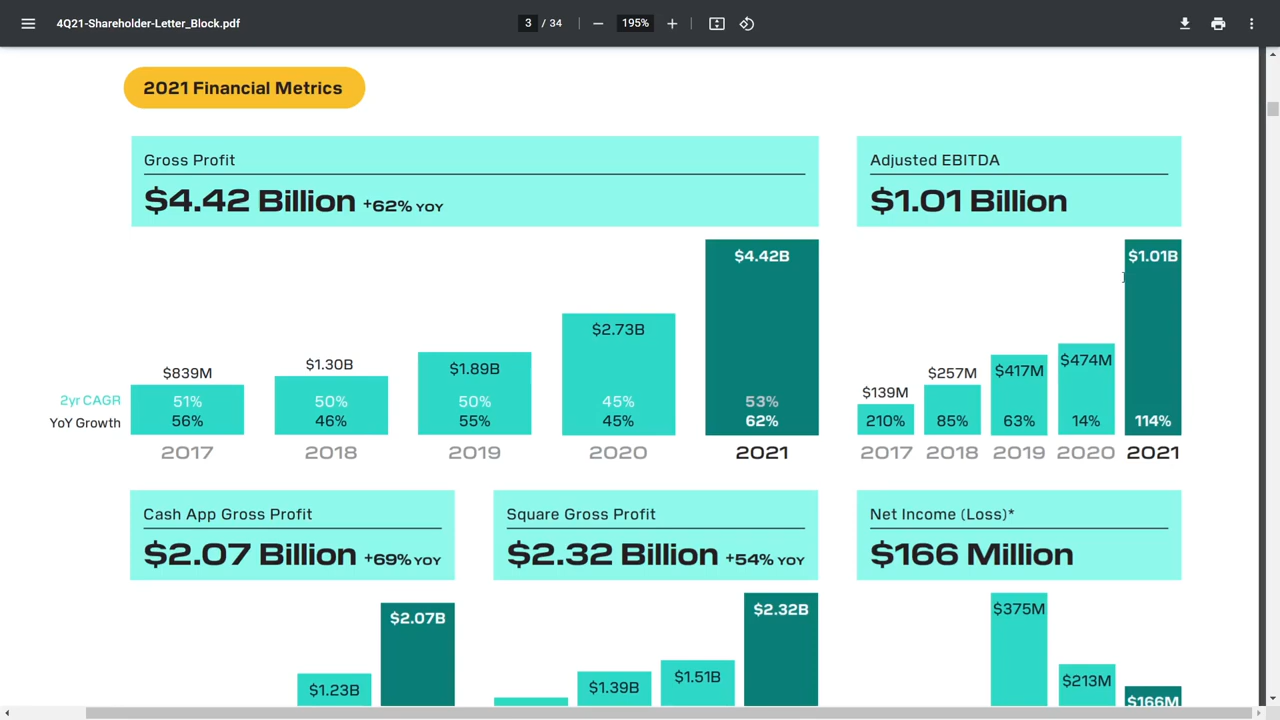 4Q21-Shareholder-Letter_Block.pdf
3 / 34
195%
2021 Financial Metrics
Gross Profit
$4.42 Billion +62% YOY
Adjusted EBITDA
$1.01 Billion
$4.42B
$2.73B
$1.89B
$1.30B
$839M
2yr CAGR 51% 50% 50% 45% 53%
YoY Growth 56% 46% 55% 45% 62%
2017 2018 2019 2020 2021
$1.01B
$474M
$417M
$257M
$139M
210% 85% 63% 14% 114%
2017 2018 2019 2020 2021
Cash App Gross Profit
$2.07 Billion +69% YOY
Square Gross Profit
$2.32 Billion +54% YOY
Net Income (Loss)*
$166 Million
$2.07B
$1.23B
$2.32B
$1.51B
$1.39B
$375M
$213M
$166M